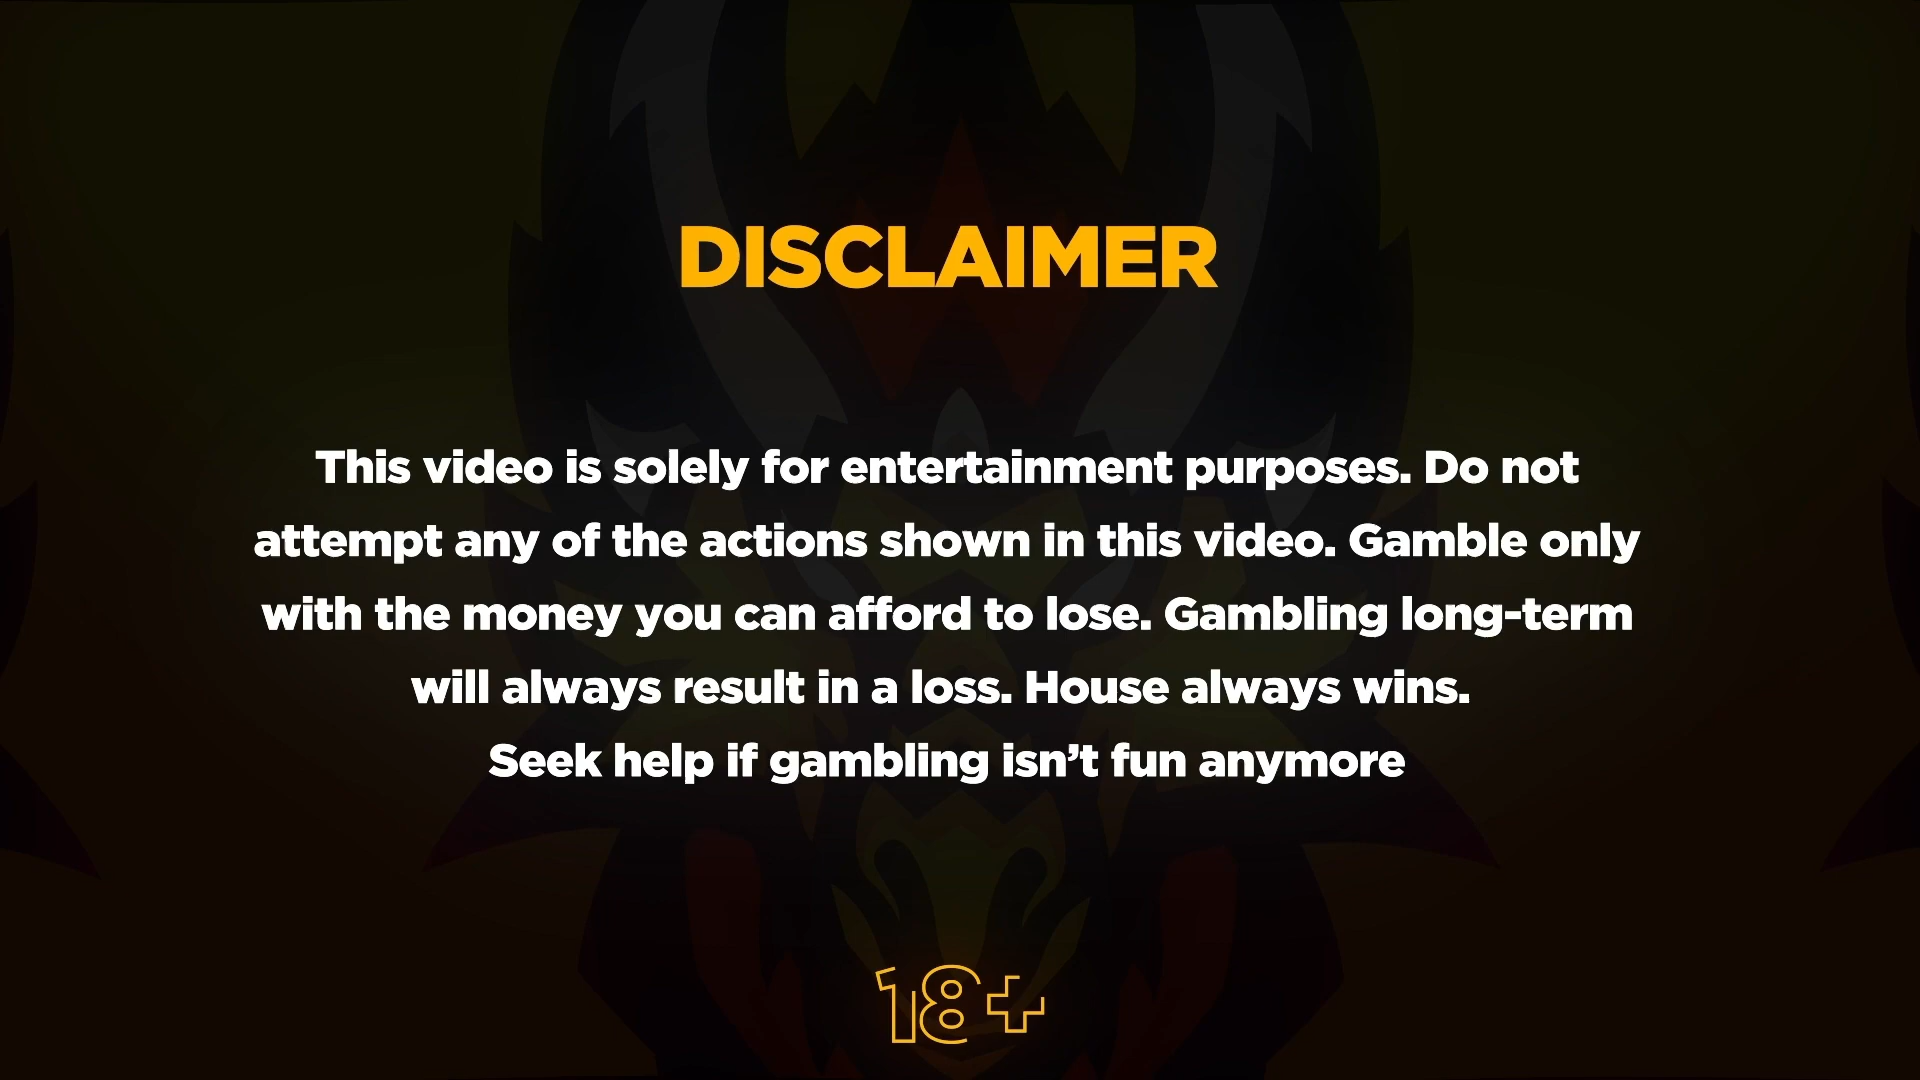 DISCLAIMER
This video is solely for entertainment purposes. Do not
attempt any of the actions shown in this video. Gamble only
with the money you can afford to lose. Gambling long-term
will always result in a loss. House always wins.
Seek help if gambling isn’t fun anymore
18+